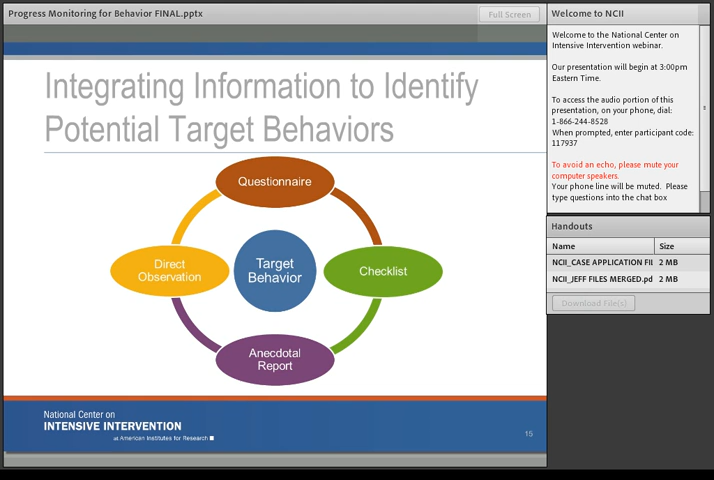 Progress Monitoring for Behavior FINAL.pptx
Full Screen
Integrating Information to Identify
Potential Target Behaviors
Questionnaire
Direct
Observation
Target
Behavior
Checklist
Anecdotal
Report
National Center on
INTENSIVE INTERVENTION
at American Institutes for Research
15
Welcome to NCII
Welcome to the National Center on
Intensive Intervention webinar.
Our presentation will begin at 3:00pm
Eastern Time.
To access the audio portion of this
presentation, on your phone, dial:
1-866-244-8528
When prompted, enter participant code:
117937
To avoid an echo, please mute your
computer speakers.
Your phone line will be muted. Please
type questions into the chat box
Handouts
Name Size
NCII_CASE APPLICATION FII 2 MB
NCII_JEFF FILES MERGED.pd 2 MB
Download File(s)